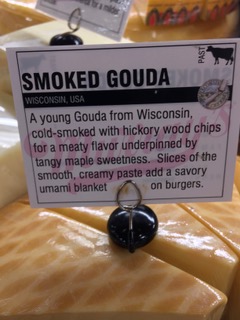 SMOKED GOUDA
PAST
WISCONSIN, USA
A young Gouda from Wisconsin,
cold-smoked with hickory wood chips
for a meaty flavor underpinned by
tangy maple sweetness. Slices of the
smooth, creamy paste add a savory
umami blanket on burgers.